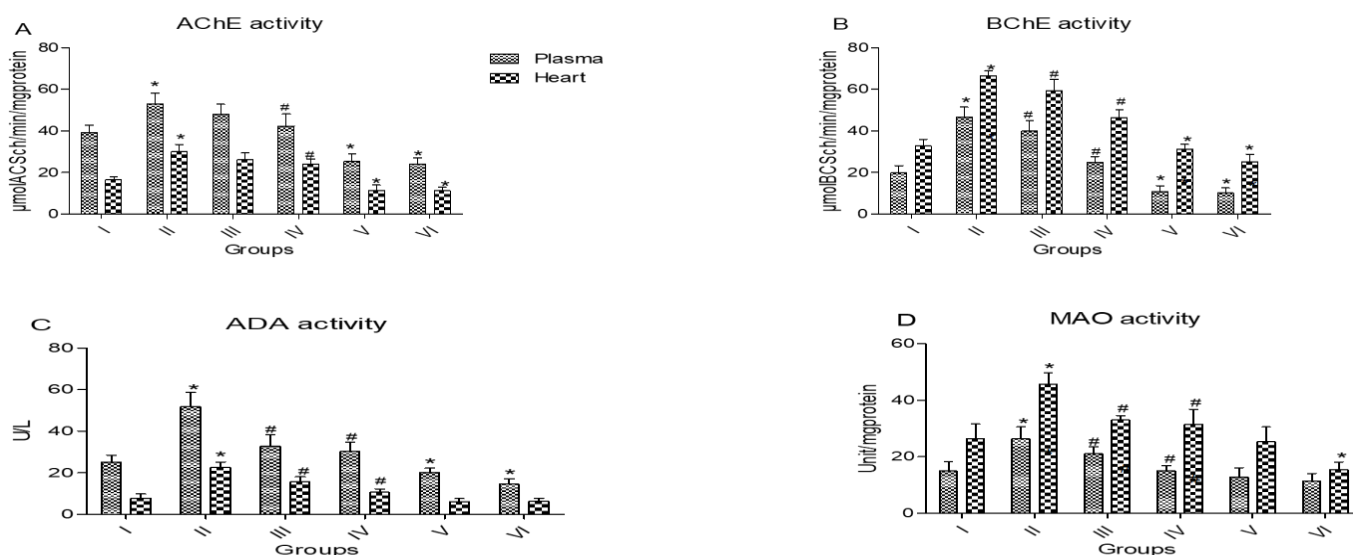 A
AChE activity
80
60
40
20
0
µmolACSch/min/mgprotein
* * # # * * * *
I II III IV V VI
Groups
Plasma
Heart
B
BChE activity
80
60
40
20
0
µmolBCSch/min/mgprotein
* * # # # # * * * *
I II III IV V VI
Groups
C
ADA activity
80
60
40
20
0
U/L
* * # # # # * *
I II III IV V VI
Groups
D
MAO activity
60
40
20
0
Unit/mgprotein
* * # # # # *
I II III IV V VI
Groups